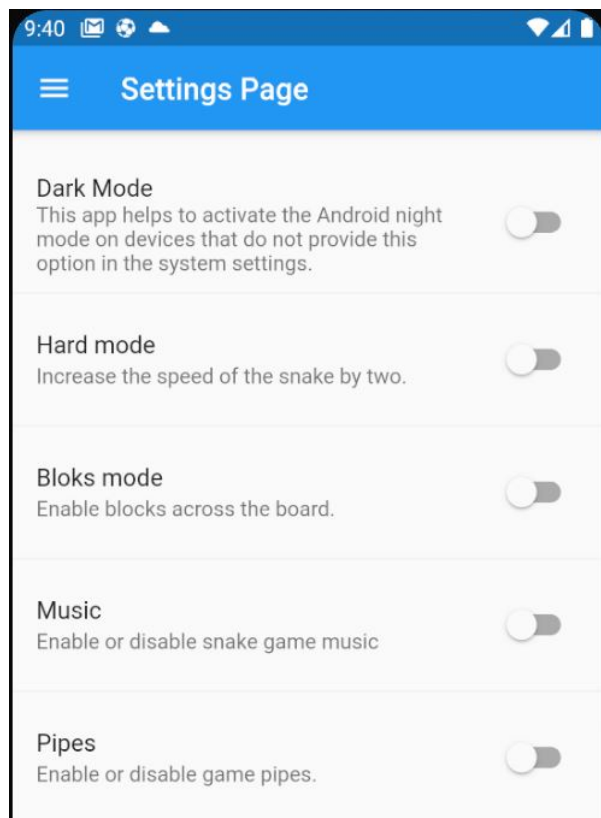 9:40
Settings Page
Dark Mode
This app helps to activate the Android night
mode on devices that do not provide this
option in the system settings.
Hard mode
Increase the speed of the snake by two.
Bloks mode
Enable blocks across the board.
Music
Enable or disable snake game music
Pipes
Enable or disable game pipes.